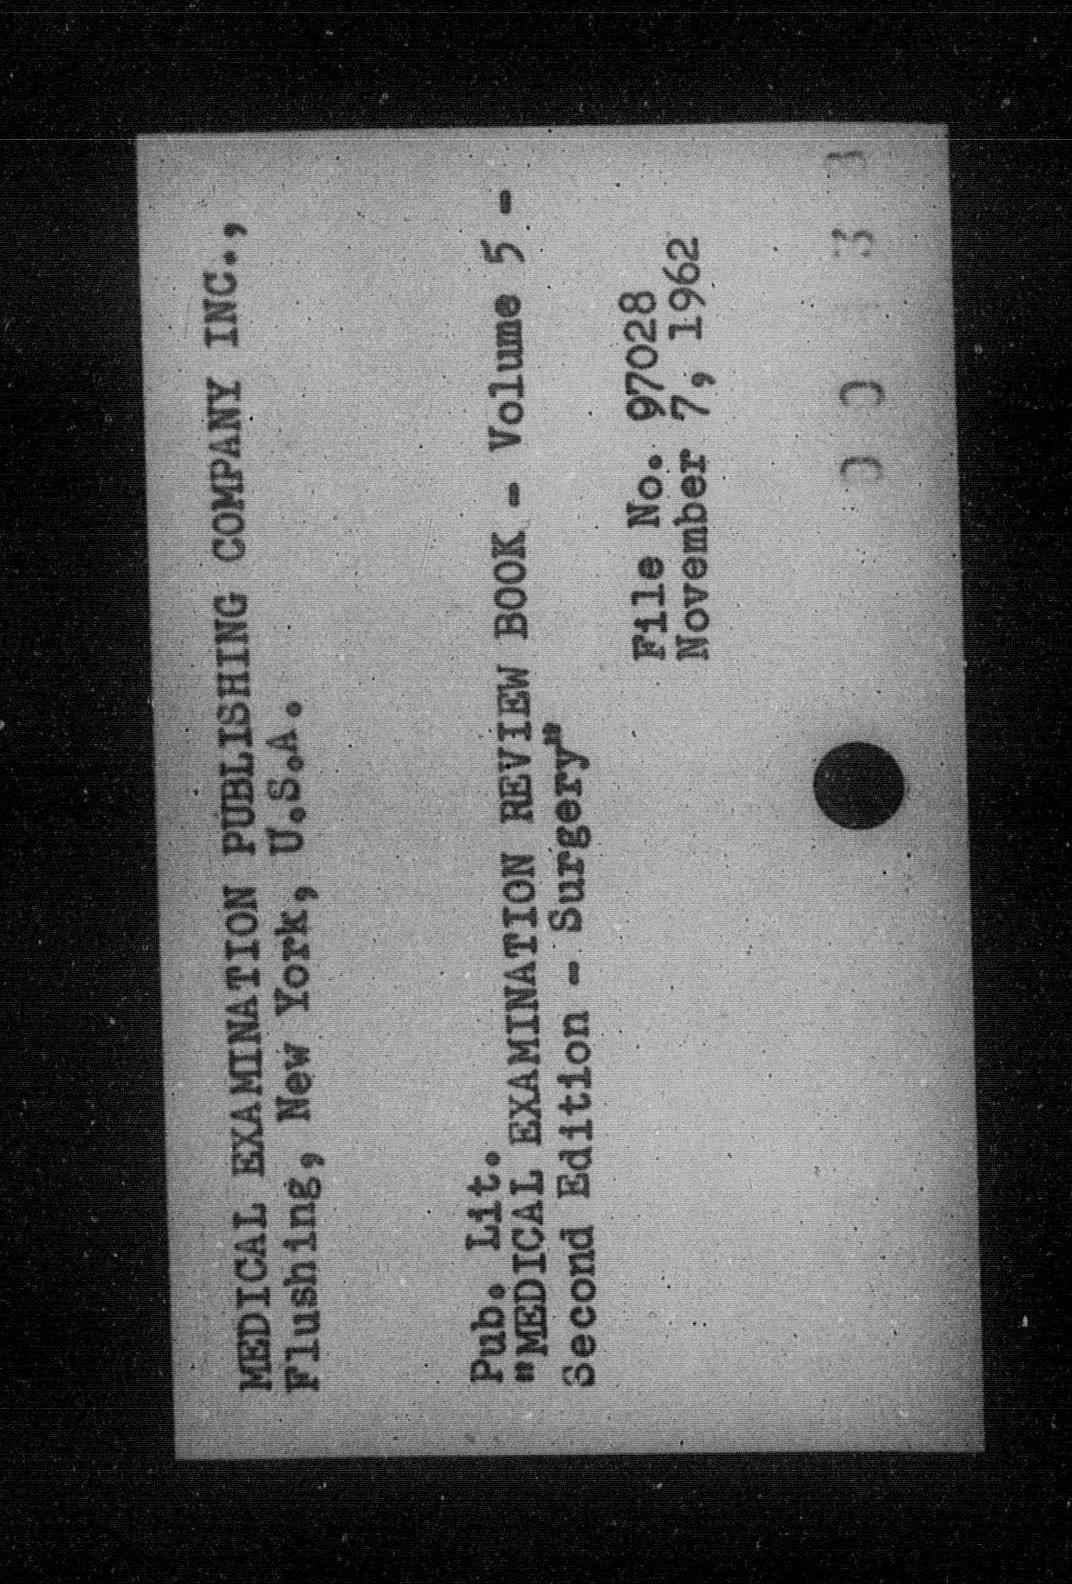 MEDICAL EXAMINATION PUBLISHING COMPANY INC.,
Flushing, New York, U.S.A.
Pub. Lit.
"MEDICAL EXAMINATION REVIEW BOOK - Volume 5 -
Second Edition - Surgery"
File No. 97028
November 7, 1962